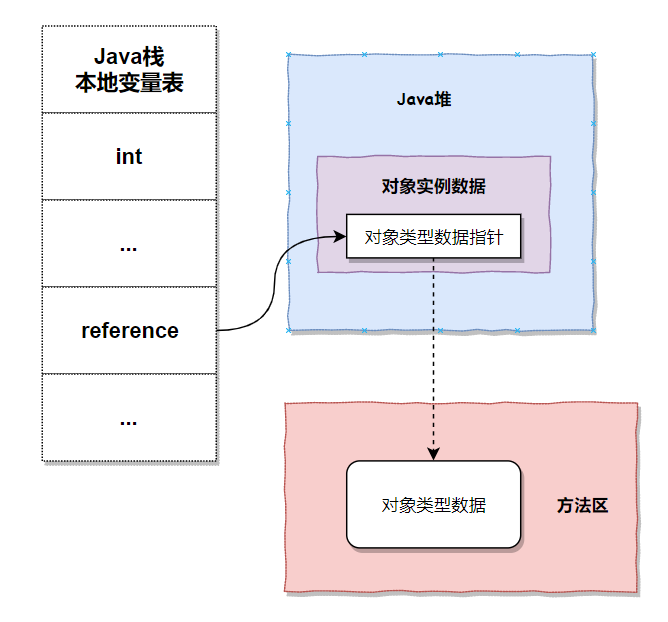 Java栈
本地变量表
int
...
reference
...
Java堆
对象实例数据
对象类型数据指针
对象类型数据
方法区